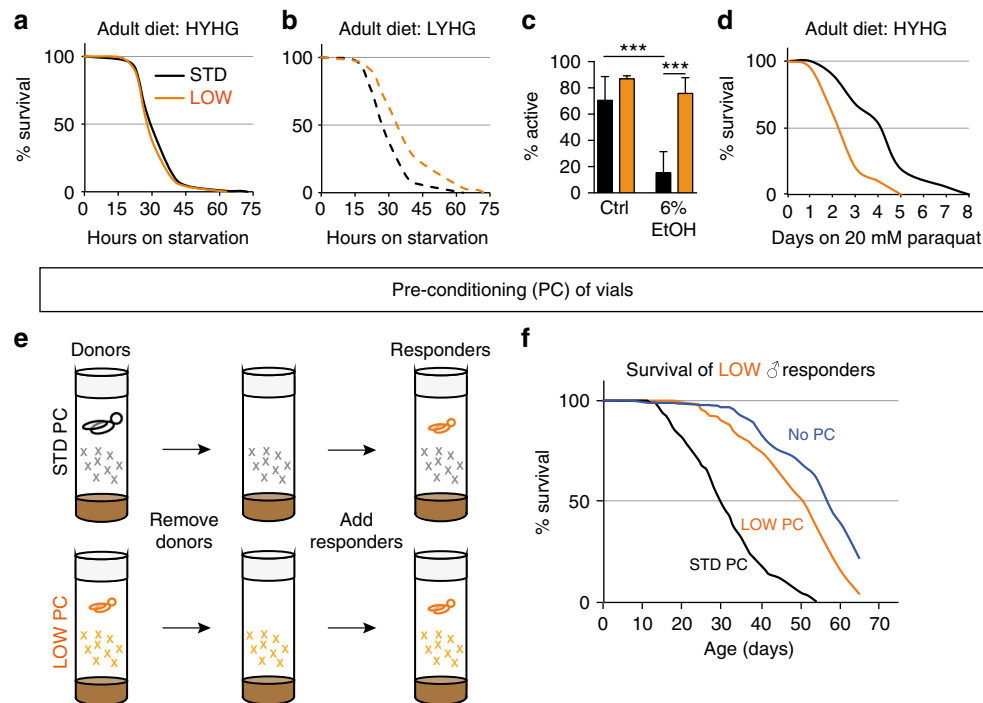 a
Adult diet: HYHG
% survival
100
50
0
STD
LOW
0 15 30 45 60 75
Hours on starvation
b
Adult diet: LYHG
100
50
0
0 15 30 45 60 75
Hours on starvation
c
% active
*** ***
100
80
60
40
20
0
Ctrl 6%
EtOH
d
Adult diet: HYHG
% survival
100
50
0
0 1 2 3 4 5 6 7 8
Days on 20 mM paraquat
Pre-conditioning (PC) of vials
e
Donors Responders
STD PC
Remove
donors
Add
responders
LOW PC
f
Survival of LOW ♂ responders
% survival
100
50
0
No PC
LOW PC
STD PC
0 10 20 30 40 50 60 70
Age (days)